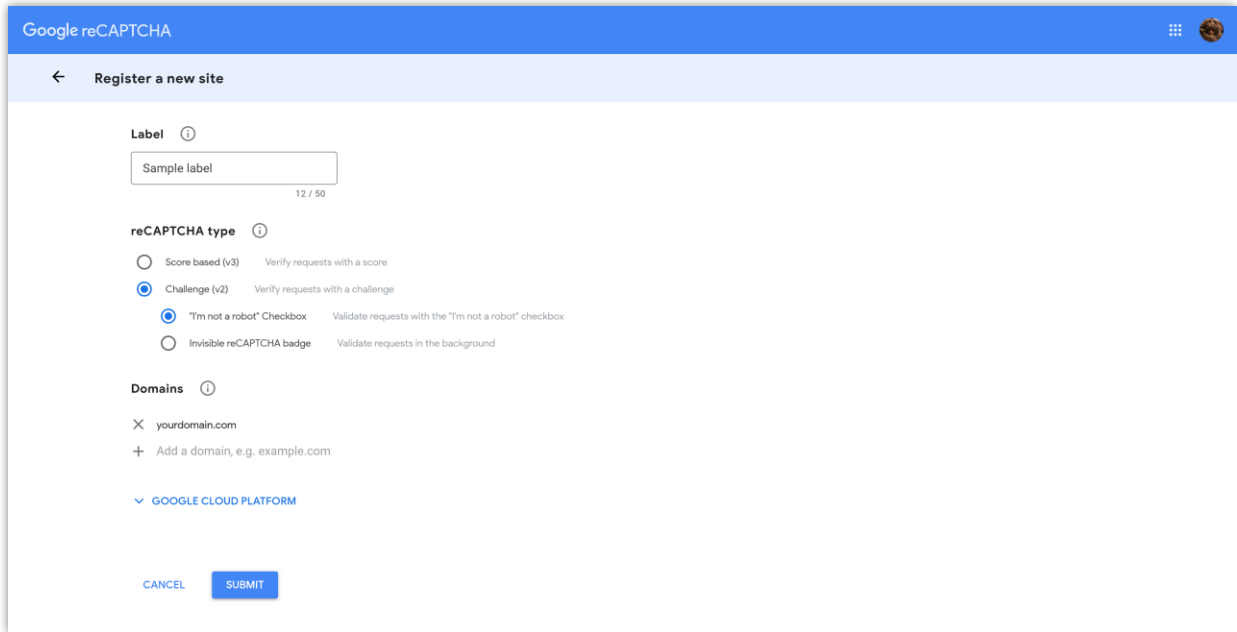 Google reCAPTCHA
Register a new site
Label
Sample label
12 / 50
reCAPTCHA type
Score based (v3) Verify requests with a score
Challenge (v2) Verify requests with a challenge
"I'm not a robot" Checkbox Validate requests with the "I'm not a robot" checkbox
Invisible reCAPTCHA badge Validate requests in the background
Domains
yourdomain.com
Add a domain, e.g. example.com
GOOGLE CLOUD PLATFORM
CANCEL SUBMIT